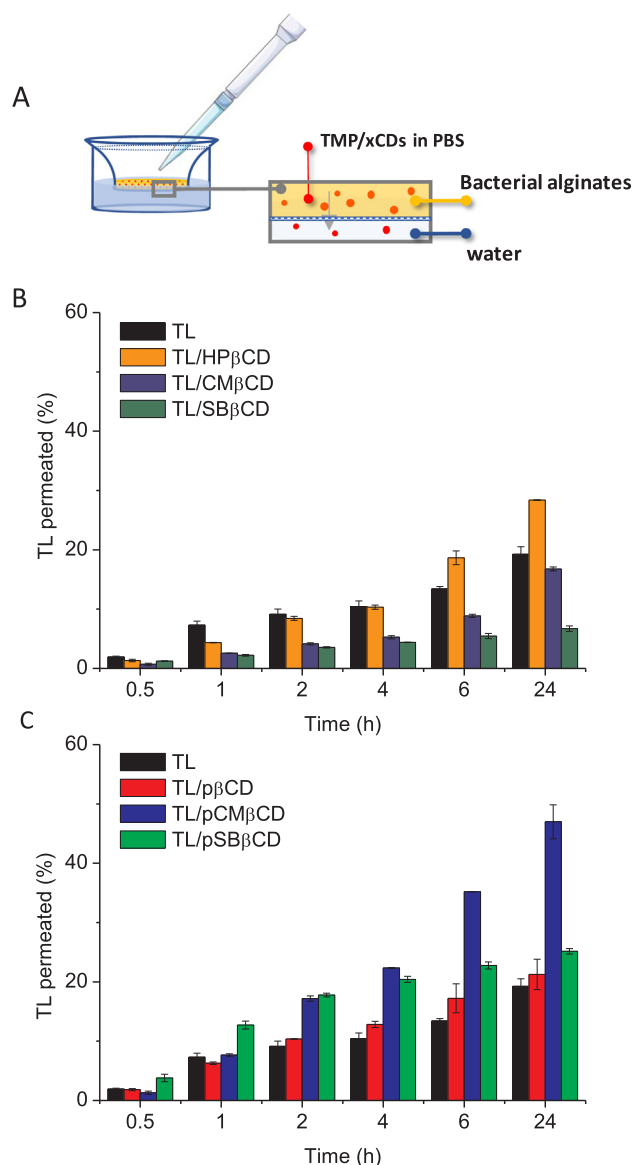 A
TMP/xCDs in PBS
Bacterial alginates
water
B
60
40
20
0
TL permeated (%)
TL
TL/HPβCD
TL/CMβCD
TL/SBβCD
0.5 1 2 4 6 24
Time (h)
C
60
40
20
0
TL permeated (%)
TL
TL/pβCD
TL/pCMβCD
TL/pSBβCD
0.5 1 2 4 6 24
Time (h)